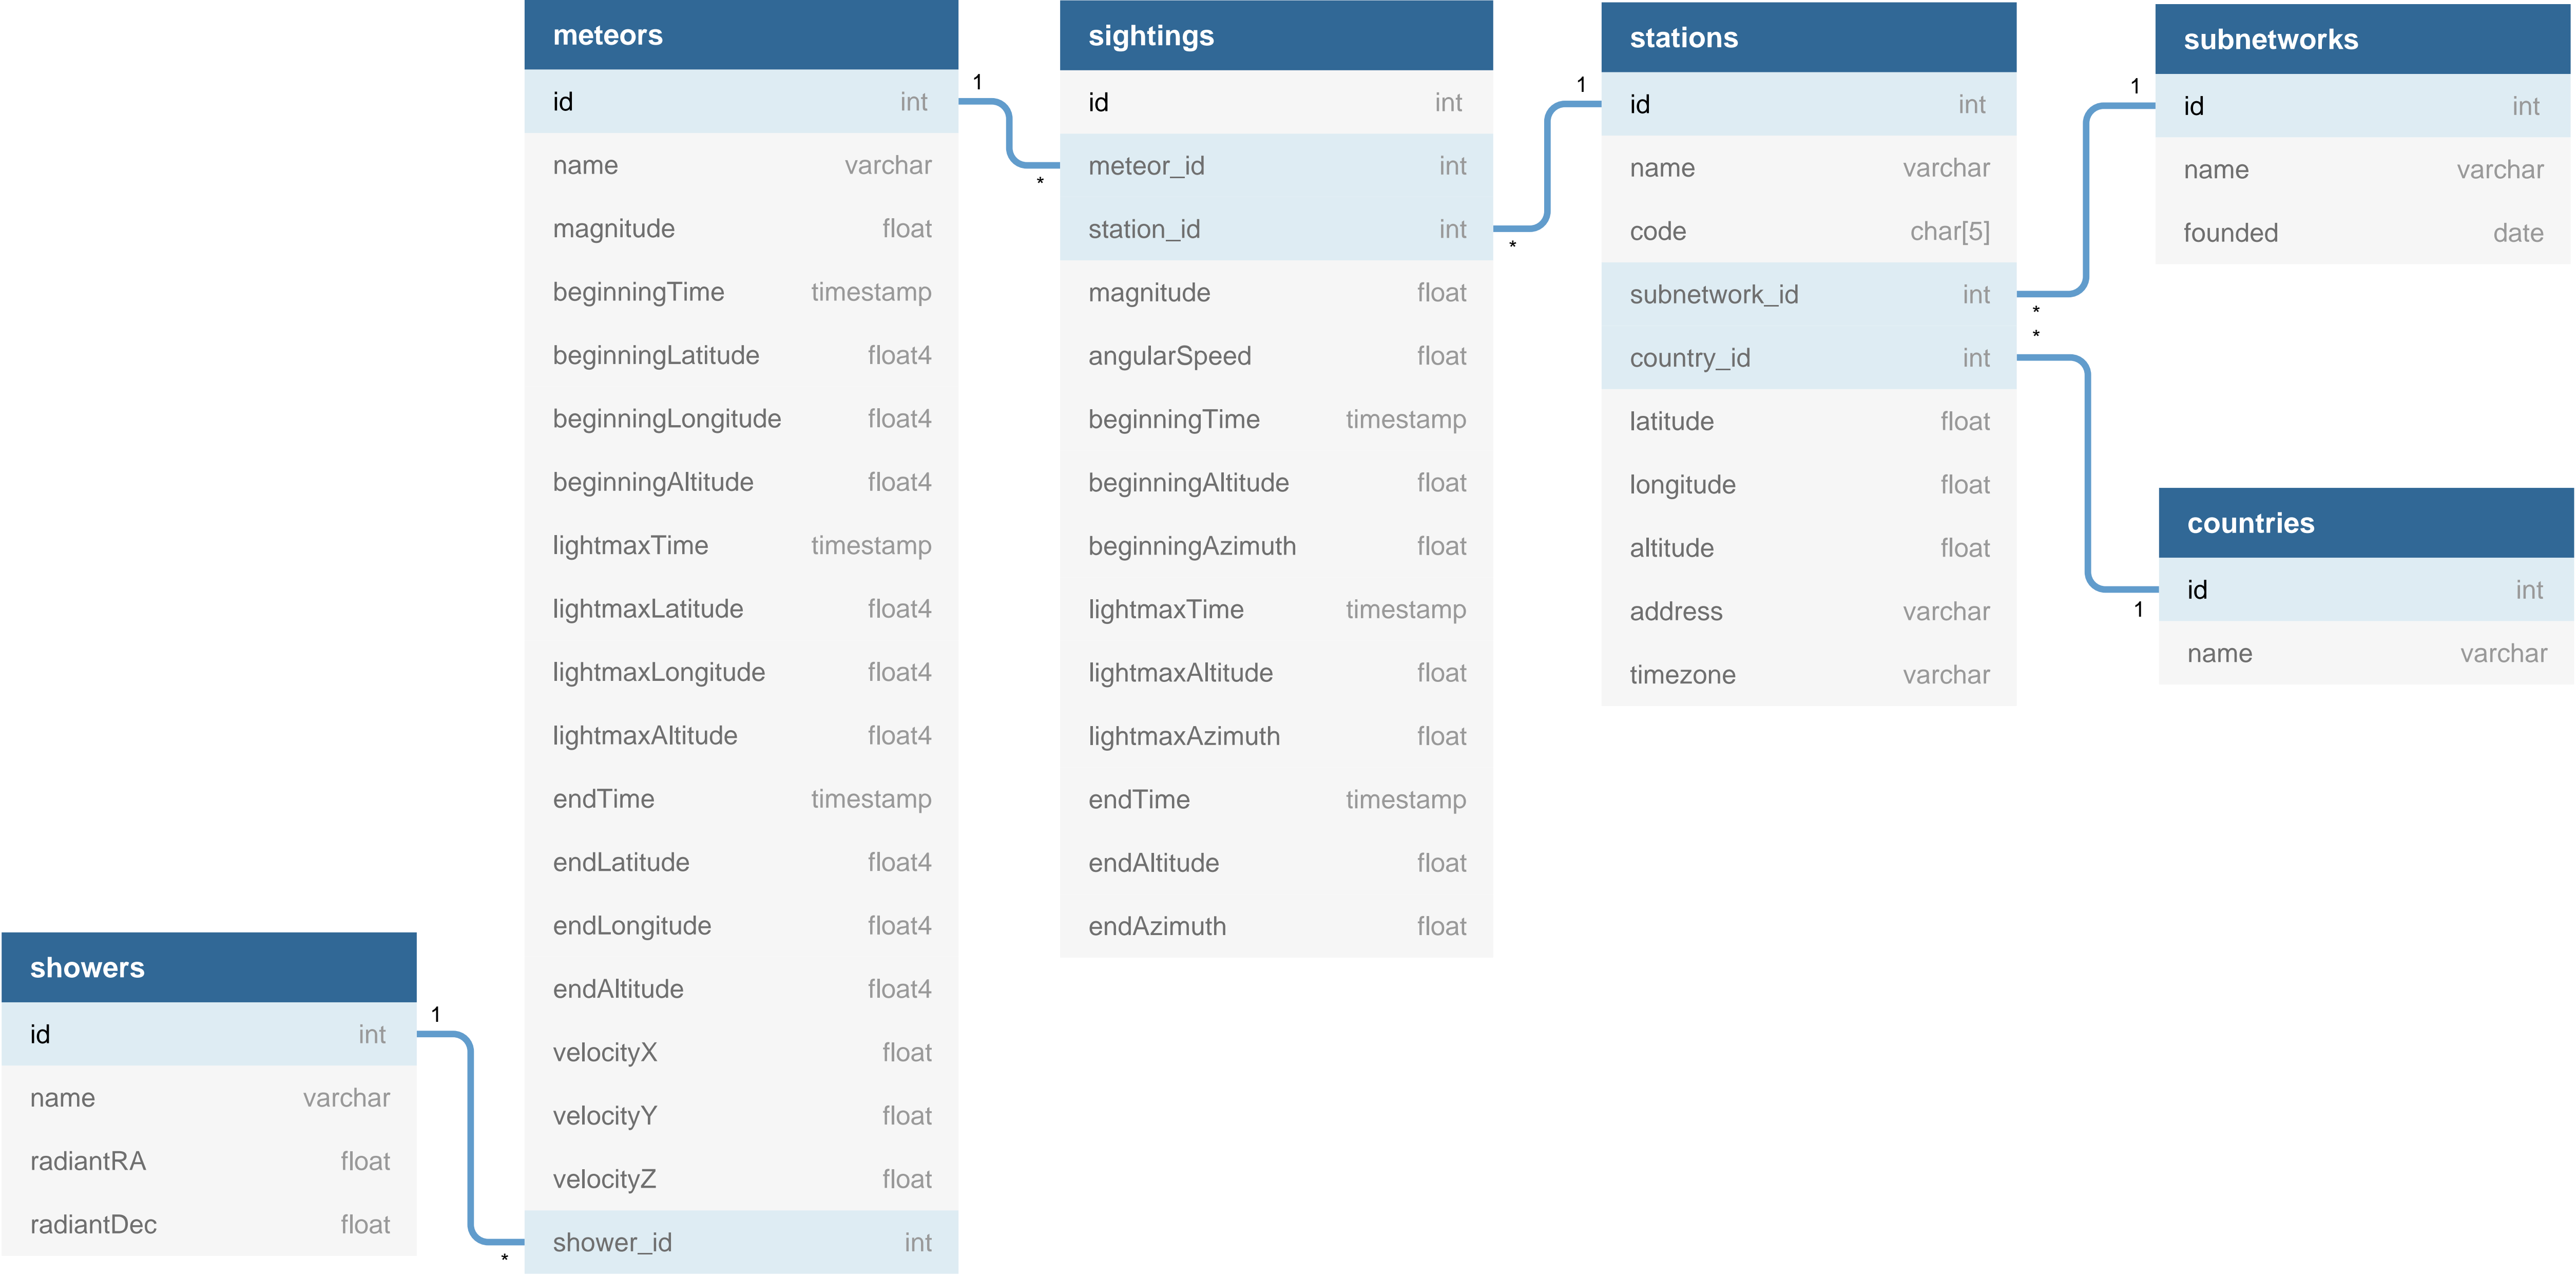 meteors
id int
name varchar
magnitude float
beginningTime timestamp
beginningLatitude float4
beginningLongitude float4
beginningAltitude float4
lightmaxTime timestamp
lightmaxLatitude float4
lightmaxLongitude float4
lightmaxAltitude float4
endTime timestamp
endLatitude float4
endLongitude float4
endAltitude float4
velocityX float
velocityY float
velocityZ float
shower_id int
1
*
sightings
id int
meteor_id int
station_id int
magnitude float
angularSpeed float
beginningTime timestamp
beginningAltitude float
beginningAzimuth float
lightmaxTime timestamp
lightmaxAltitude float
lightmaxAzimuth float
endTime timestamp
endAltitude float
endAzimuth float
1
*
stations
id int
name varchar
code char[5]
subnetwork_id int
country_id int
latitude float
longitude float
altitude float
address varchar
timezone varchar
1
*
*
1
subnetworks
id int
name varchar
founded date
countries
id int
name varchar
showers
id int
name varchar
radiantRA float
radiantDec float
1
*